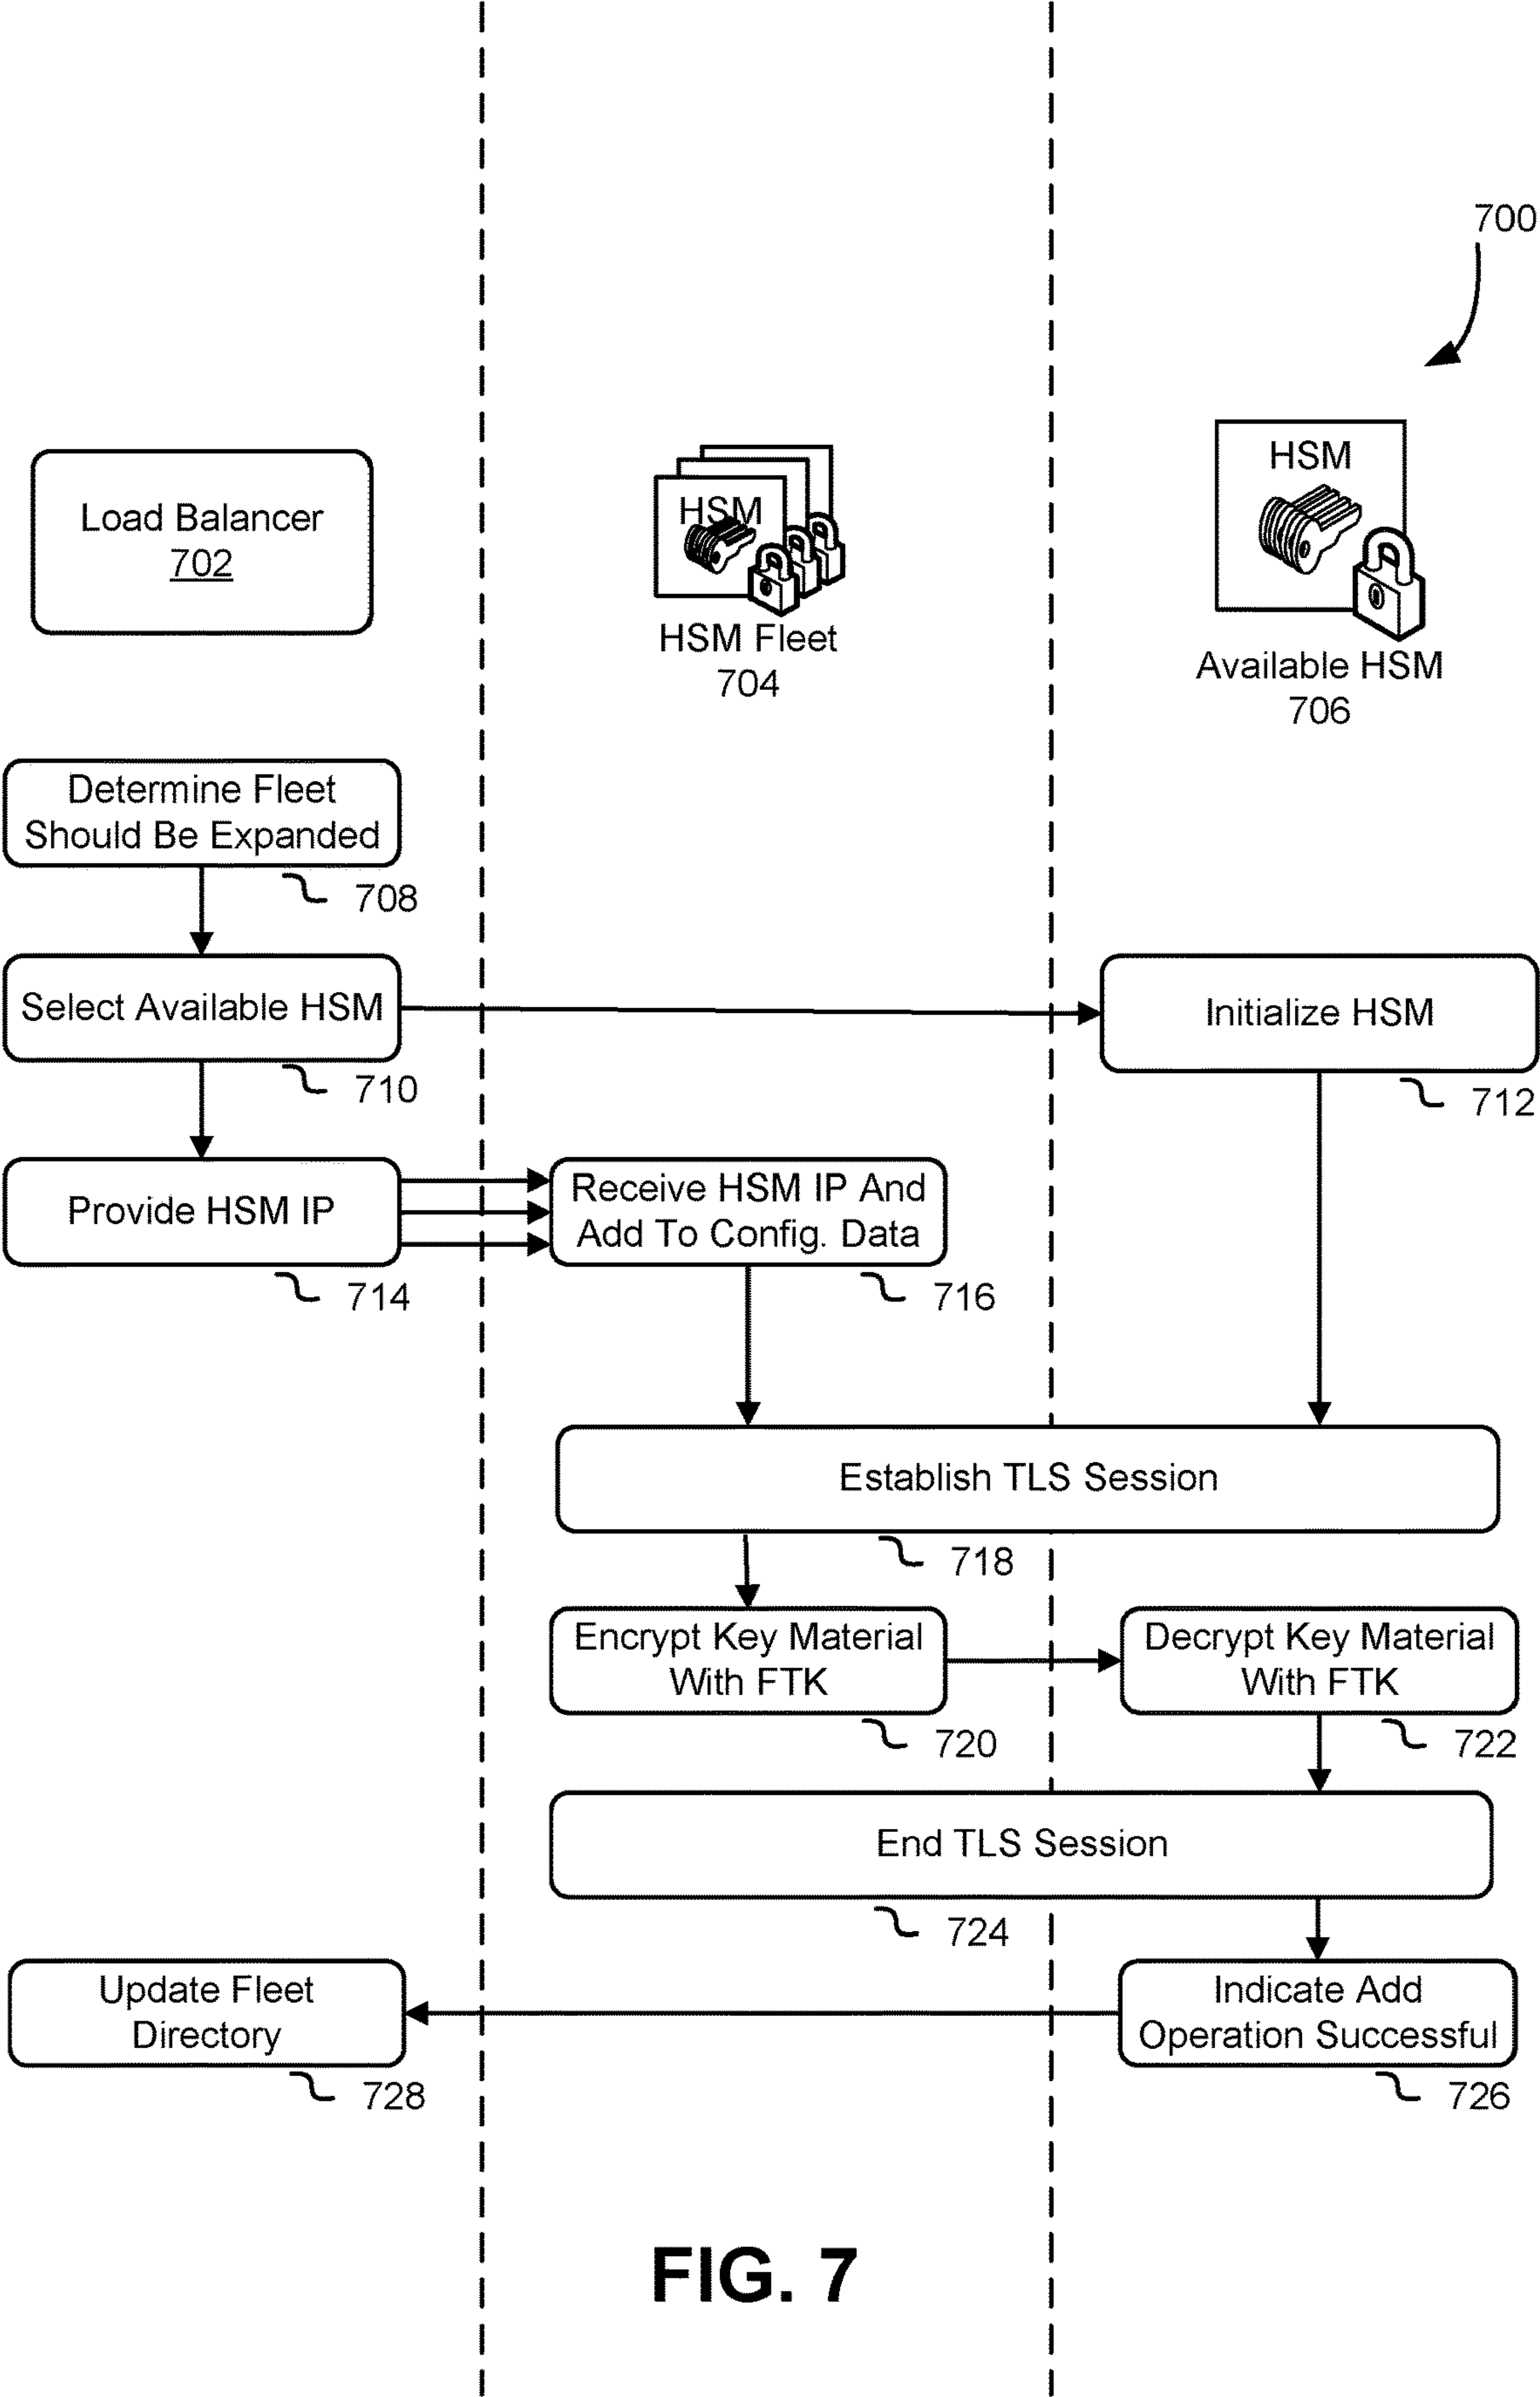 700
Load Balancer
702
HSM
HSM Fleet
704
HSM
Available HSM
706
Determine Fleet
Should Be Expanded
708
Select Available HSM
710
Initialize HSM
712
Provide HSM IP
714
Receive HSM IP And
Add To Config. Data
716
Establish TLS Session
718
Encrypt Key Material
With FTK
720
Decrypt Key Material
With FTK
722
End TLS Session
724
Indicate Add
Operation Successful
726
Update Fleet
Directory
728
FIG. 7